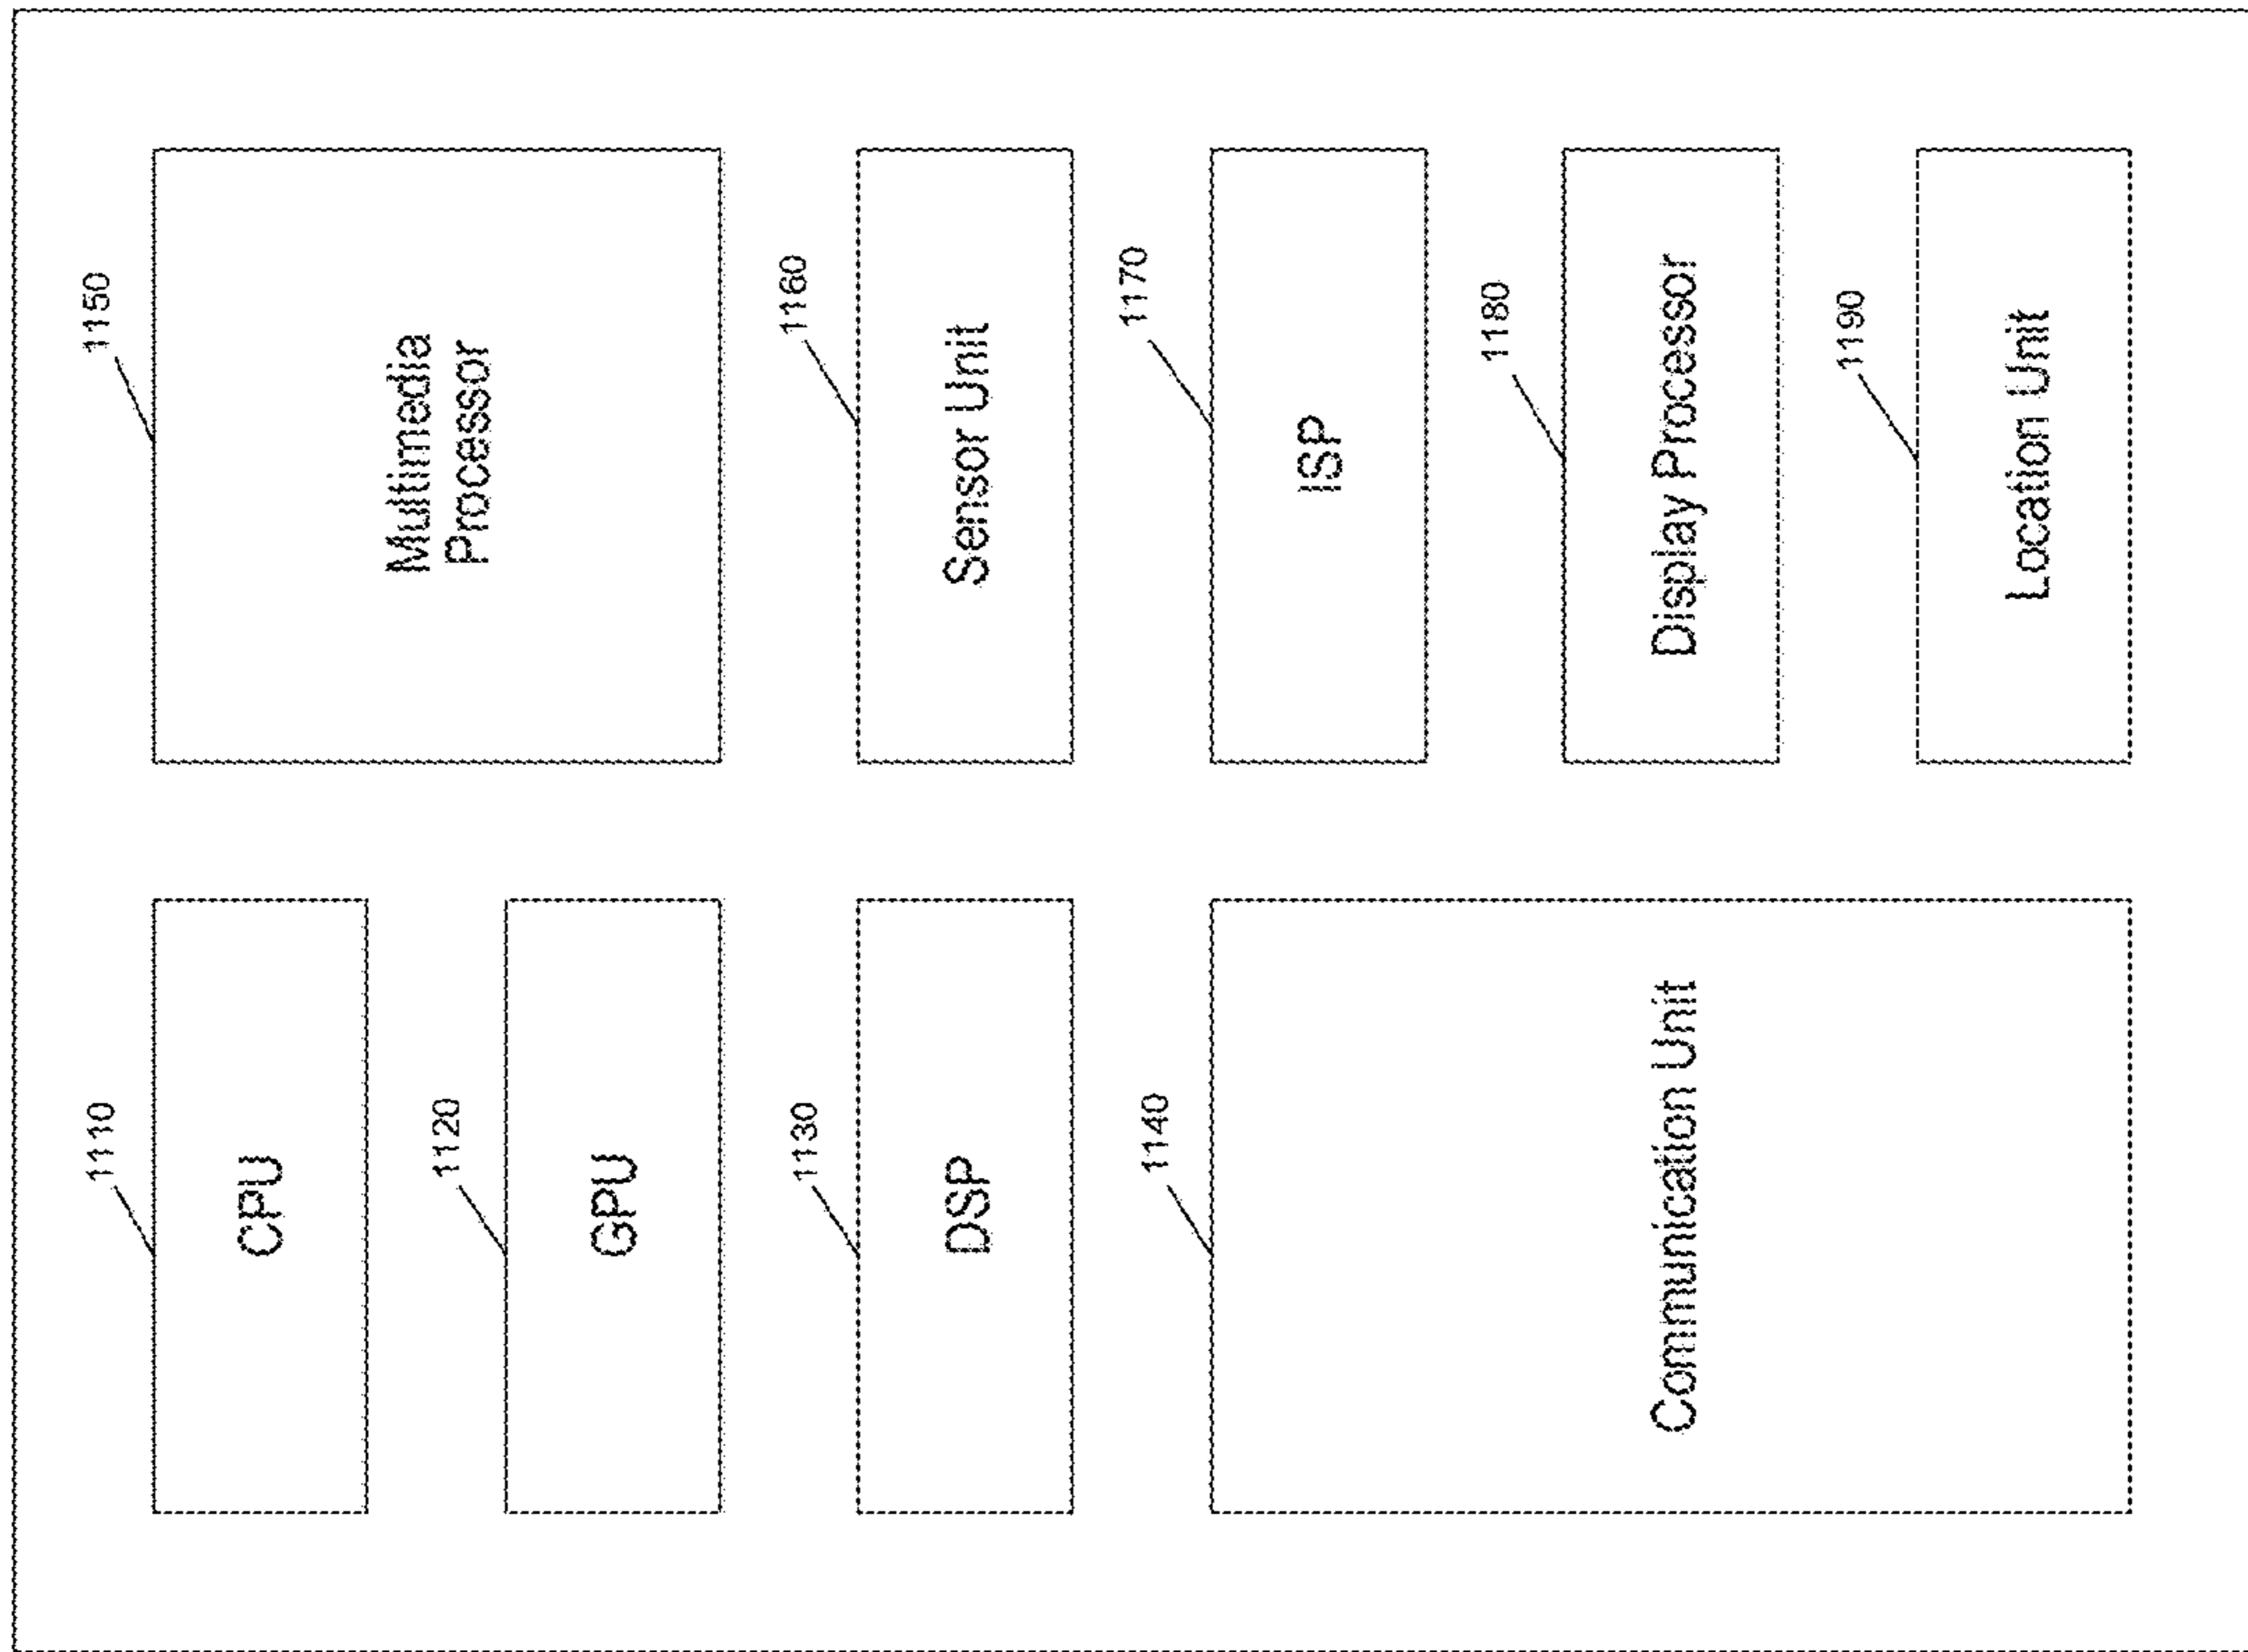 1110
CPU
1120
GPU
1130
DSP
1140
Communication Unit
1150
Multimedia
Processor
1160
Sensor Unit
1170
ISP
1180
Display Processor
1190
Location Unit